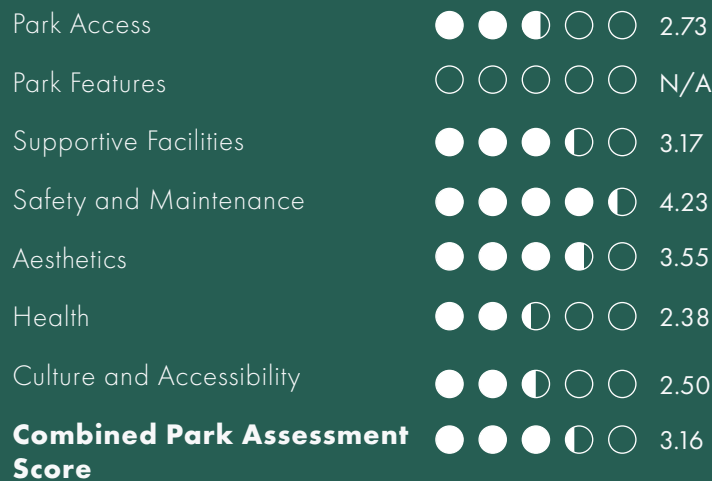 Park Access 2.73
Park Features N/A
Supportive Facilities 3.17
Safety and Maintenance 4.23
Aesthetics 3.55
Health 2.38
Culture and Accessibility 2.50
Combined Park Assessment 3.16
Score